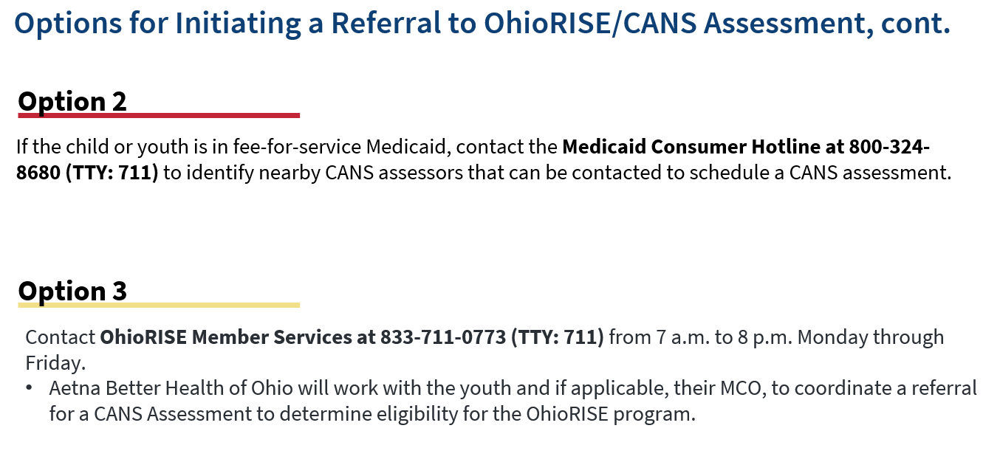 Options for Initiating a Referral to OhioRISE/CANS Assessment, cont.
Option 2
If the child or youth is in fee-for-service Medicaid, contact the Medicaid Consumer Hotline at 800-324-
8680 (TTY: 711) to identify nearby CANS assessors that can be contacted to schedule a CANS assessment.
Option 3
Contact OhioRISE Member Services at 833-711-0773 (TTY: 711) from 7 a.m. to 8 p.m. Monday through
Friday.
• Aetna Better Health of Ohio will work with the youth and if applicable, their MCO, to coordinate a referral
for a CANS Assessment to determine eligibility for the OhioRISE program.